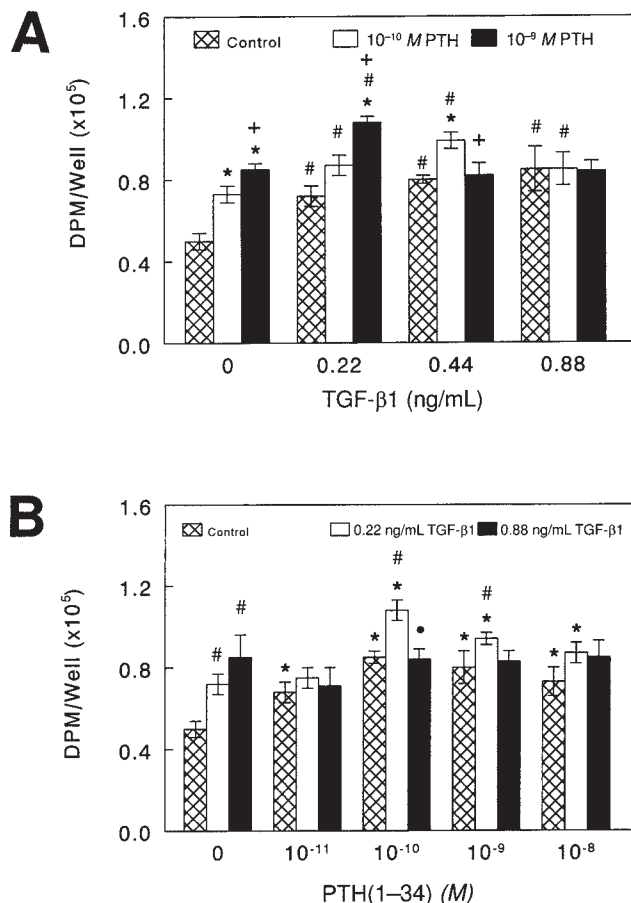 A
1.6
Control
10⁻¹⁰ M PTH
10⁻⁹ M PTH
DPM/Well (x10⁵)
1.2
0.8
0.4
0.0
* + * # # + # * # # * + # #
0
0.22
0.44
0.88
TGF-β1 (ng/mL)
B
1.6
Control
0.22 ng/mL TGF-β1
0.88 ng/mL TGF-β1
DPM/Well (x10⁵)
1.2
0.8
0.4
0.0
# # * * # * • * # * * *
0
10⁻¹¹
10⁻¹⁰
10⁻⁹
10⁻⁸
PTH(1–34) (M)